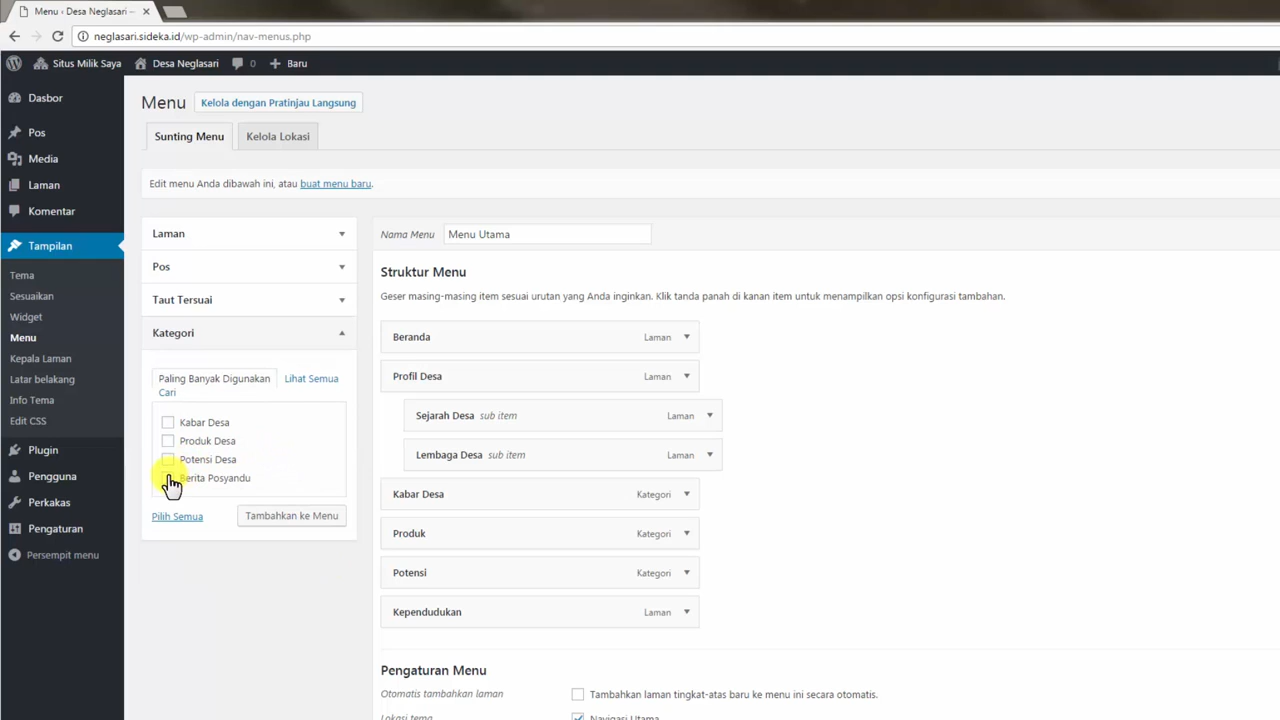 Menu ‹ Desa Neglasari —
neglasari.sideka.id/wp-admin/nav-menus.php
Situs Milik Saya
Desa Neglasari
0
Baru
Dasbor
Pos
Media
Laman
Komentar
Tampilan
Tema
Sesuaikan
Widget
Menu
Kepala Laman
Latar belakang
Info Tema
Edit CSS
Plugin
Pengguna
Perkakas
Pengaturan
Persempit menu
Menu
Kelola dengan Pratinjau Langsung
Sunting Menu
Kelola Lokasi
Edit menu Anda dibawah ini, atau buat menu baru.
Laman
Pos
Taut Tersuai
Kategori
Paling Banyak Digunakan
Lihat Semua
Cari
Kabar Desa
Produk Desa
Potensi Desa
Berita Posyandu
Pilih Semua
Tambahkan ke Menu
Nama Menu
Menu Utama
Struktur Menu
Geser masing-masing item sesuai urutan yang Anda inginkan. Klik tanda panah di kanan item untuk menampilkan opsi konfigurasi tambahan.
Beranda Laman
Profil Desa Laman
Sejarah Desa sub item Laman
Lembaga Desa sub item Laman
Kabar Desa Kategori
Produk Kategori
Potensi Kategori
Kependudukan Laman
Pengaturan Menu
Otomatis tambahkan laman
Tambahkan laman tingkat-atas baru ke menu ini secara otomatis.
Lokasi tema
Navigasi Utama